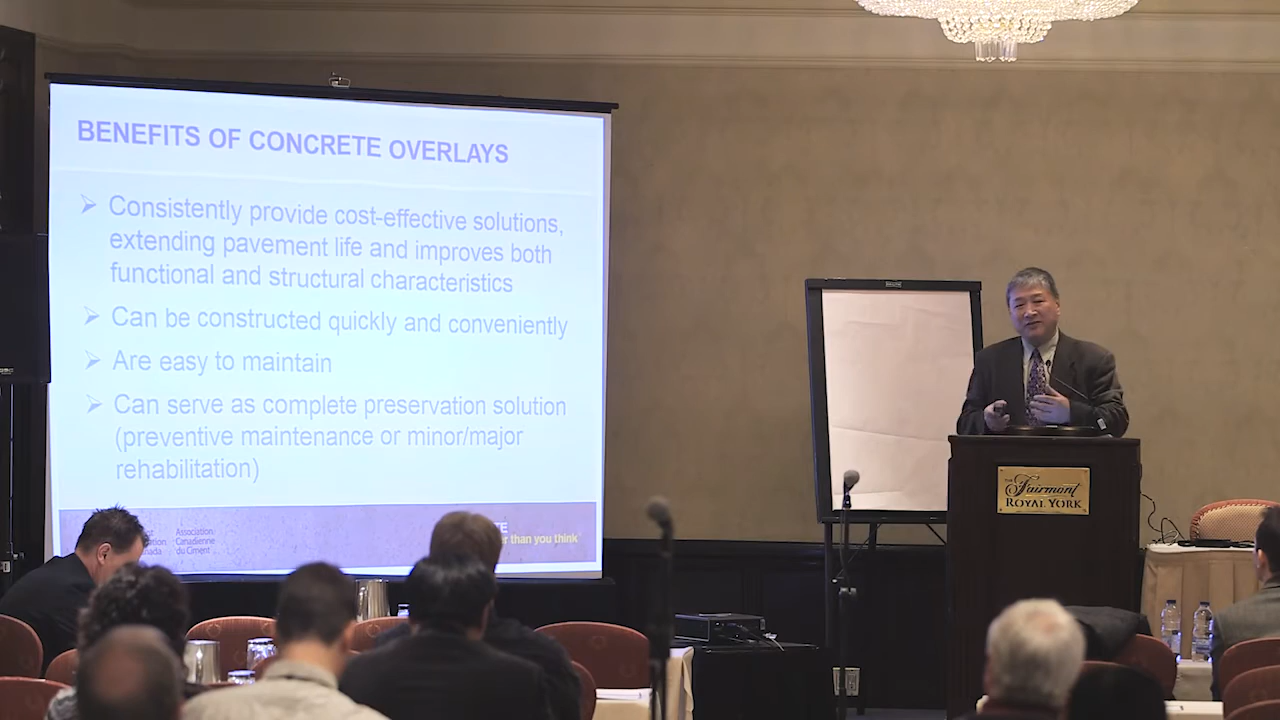 BENEFITS OF CONCRETE OVERLAYS
Consistently provide cost-effective solutions,
extending pavement life and improves both
functional and structural characteristics
Can be constructed quickly and conveniently
Are easy to maintain
Can serve as complete preservation solution
(preventive maintenance or minor/major
rehabilitation)
Association
Canadienne
du Ciment
than you think
THE
Fairmont
ROYAL YORK